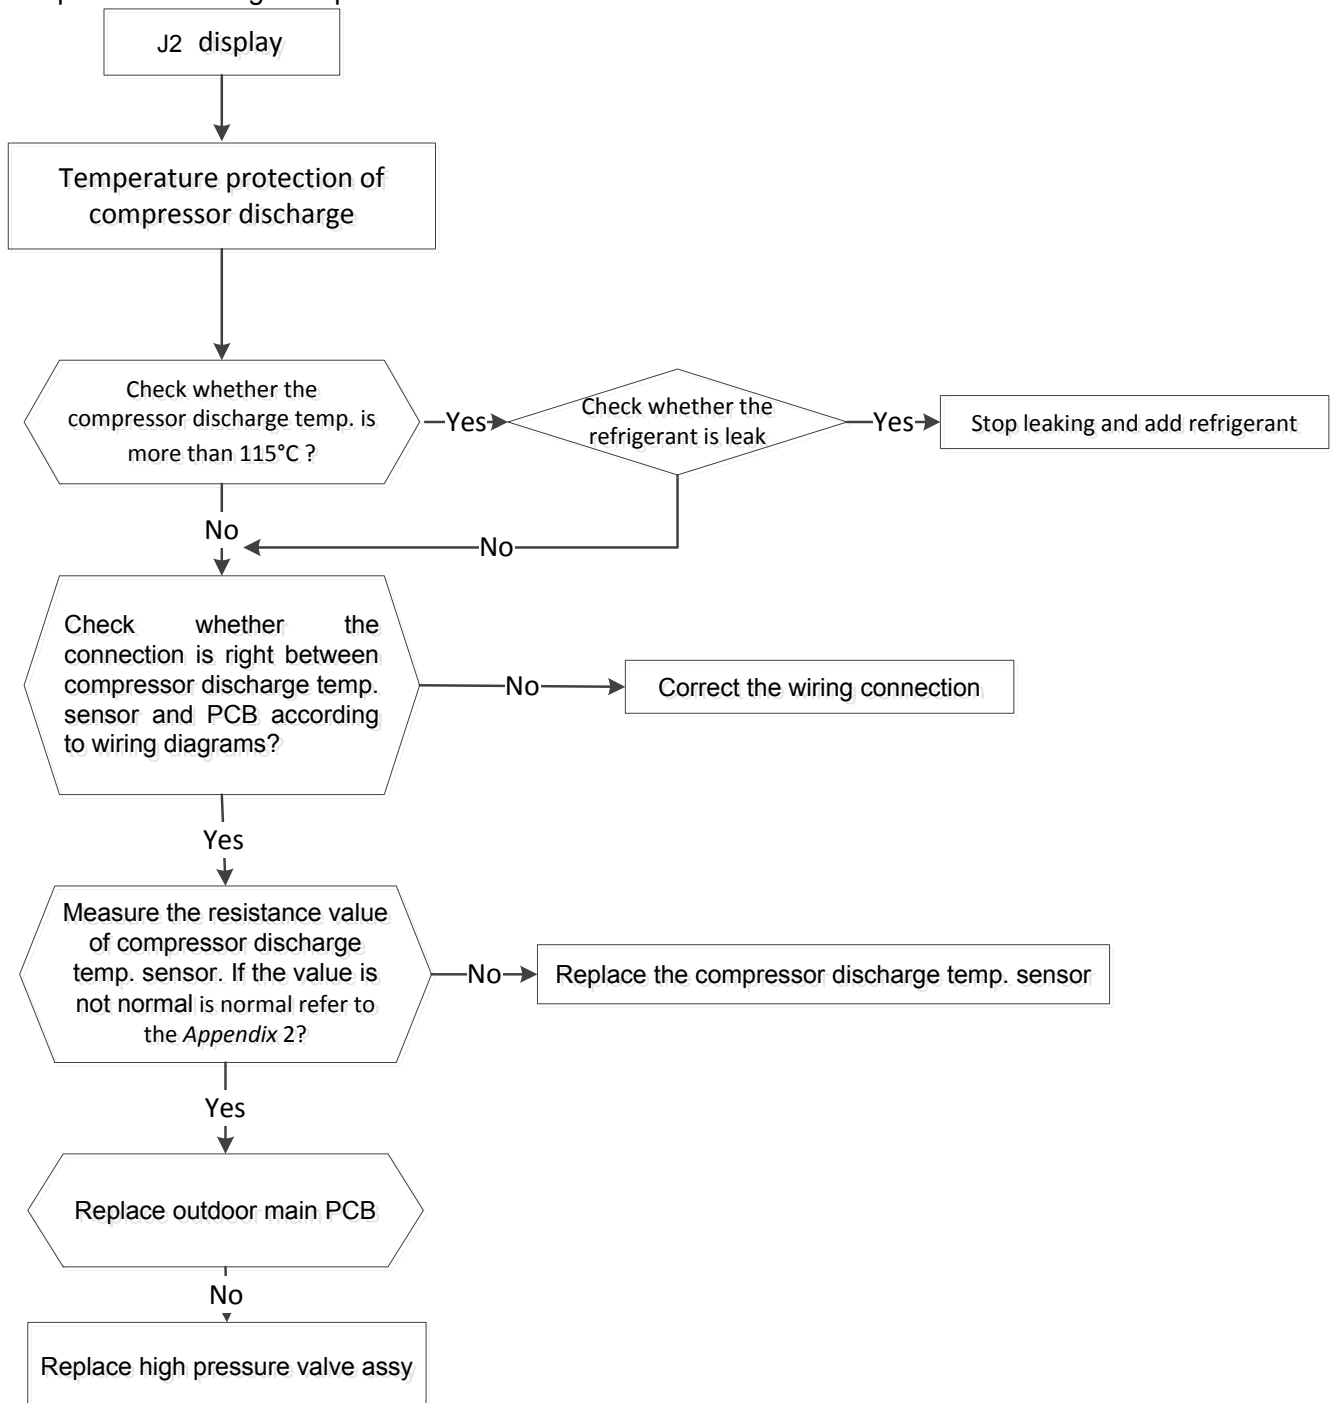 J2 display
Temperature protection of
compressor discharge
Check whether the
compressor discharge temp. is
more than 115°C ?
Yes
Check whether the
refrigerant is leak
Yes
Stop leaking and add refrigerant
No
No
Check whether the
connection is right between
compressor discharge temp.
sensor and PCB according
to wiring diagrams?
No
Correct the wiring connection
Yes
Measure the resistance value
of compressor discharge
temp. sensor. If the value is
not normal is normal refer to
the Appendix 2?
No
Replace the compressor discharge temp. sensor
Yes
Replace outdoor main PCB
No
Replace high pressure valve assy